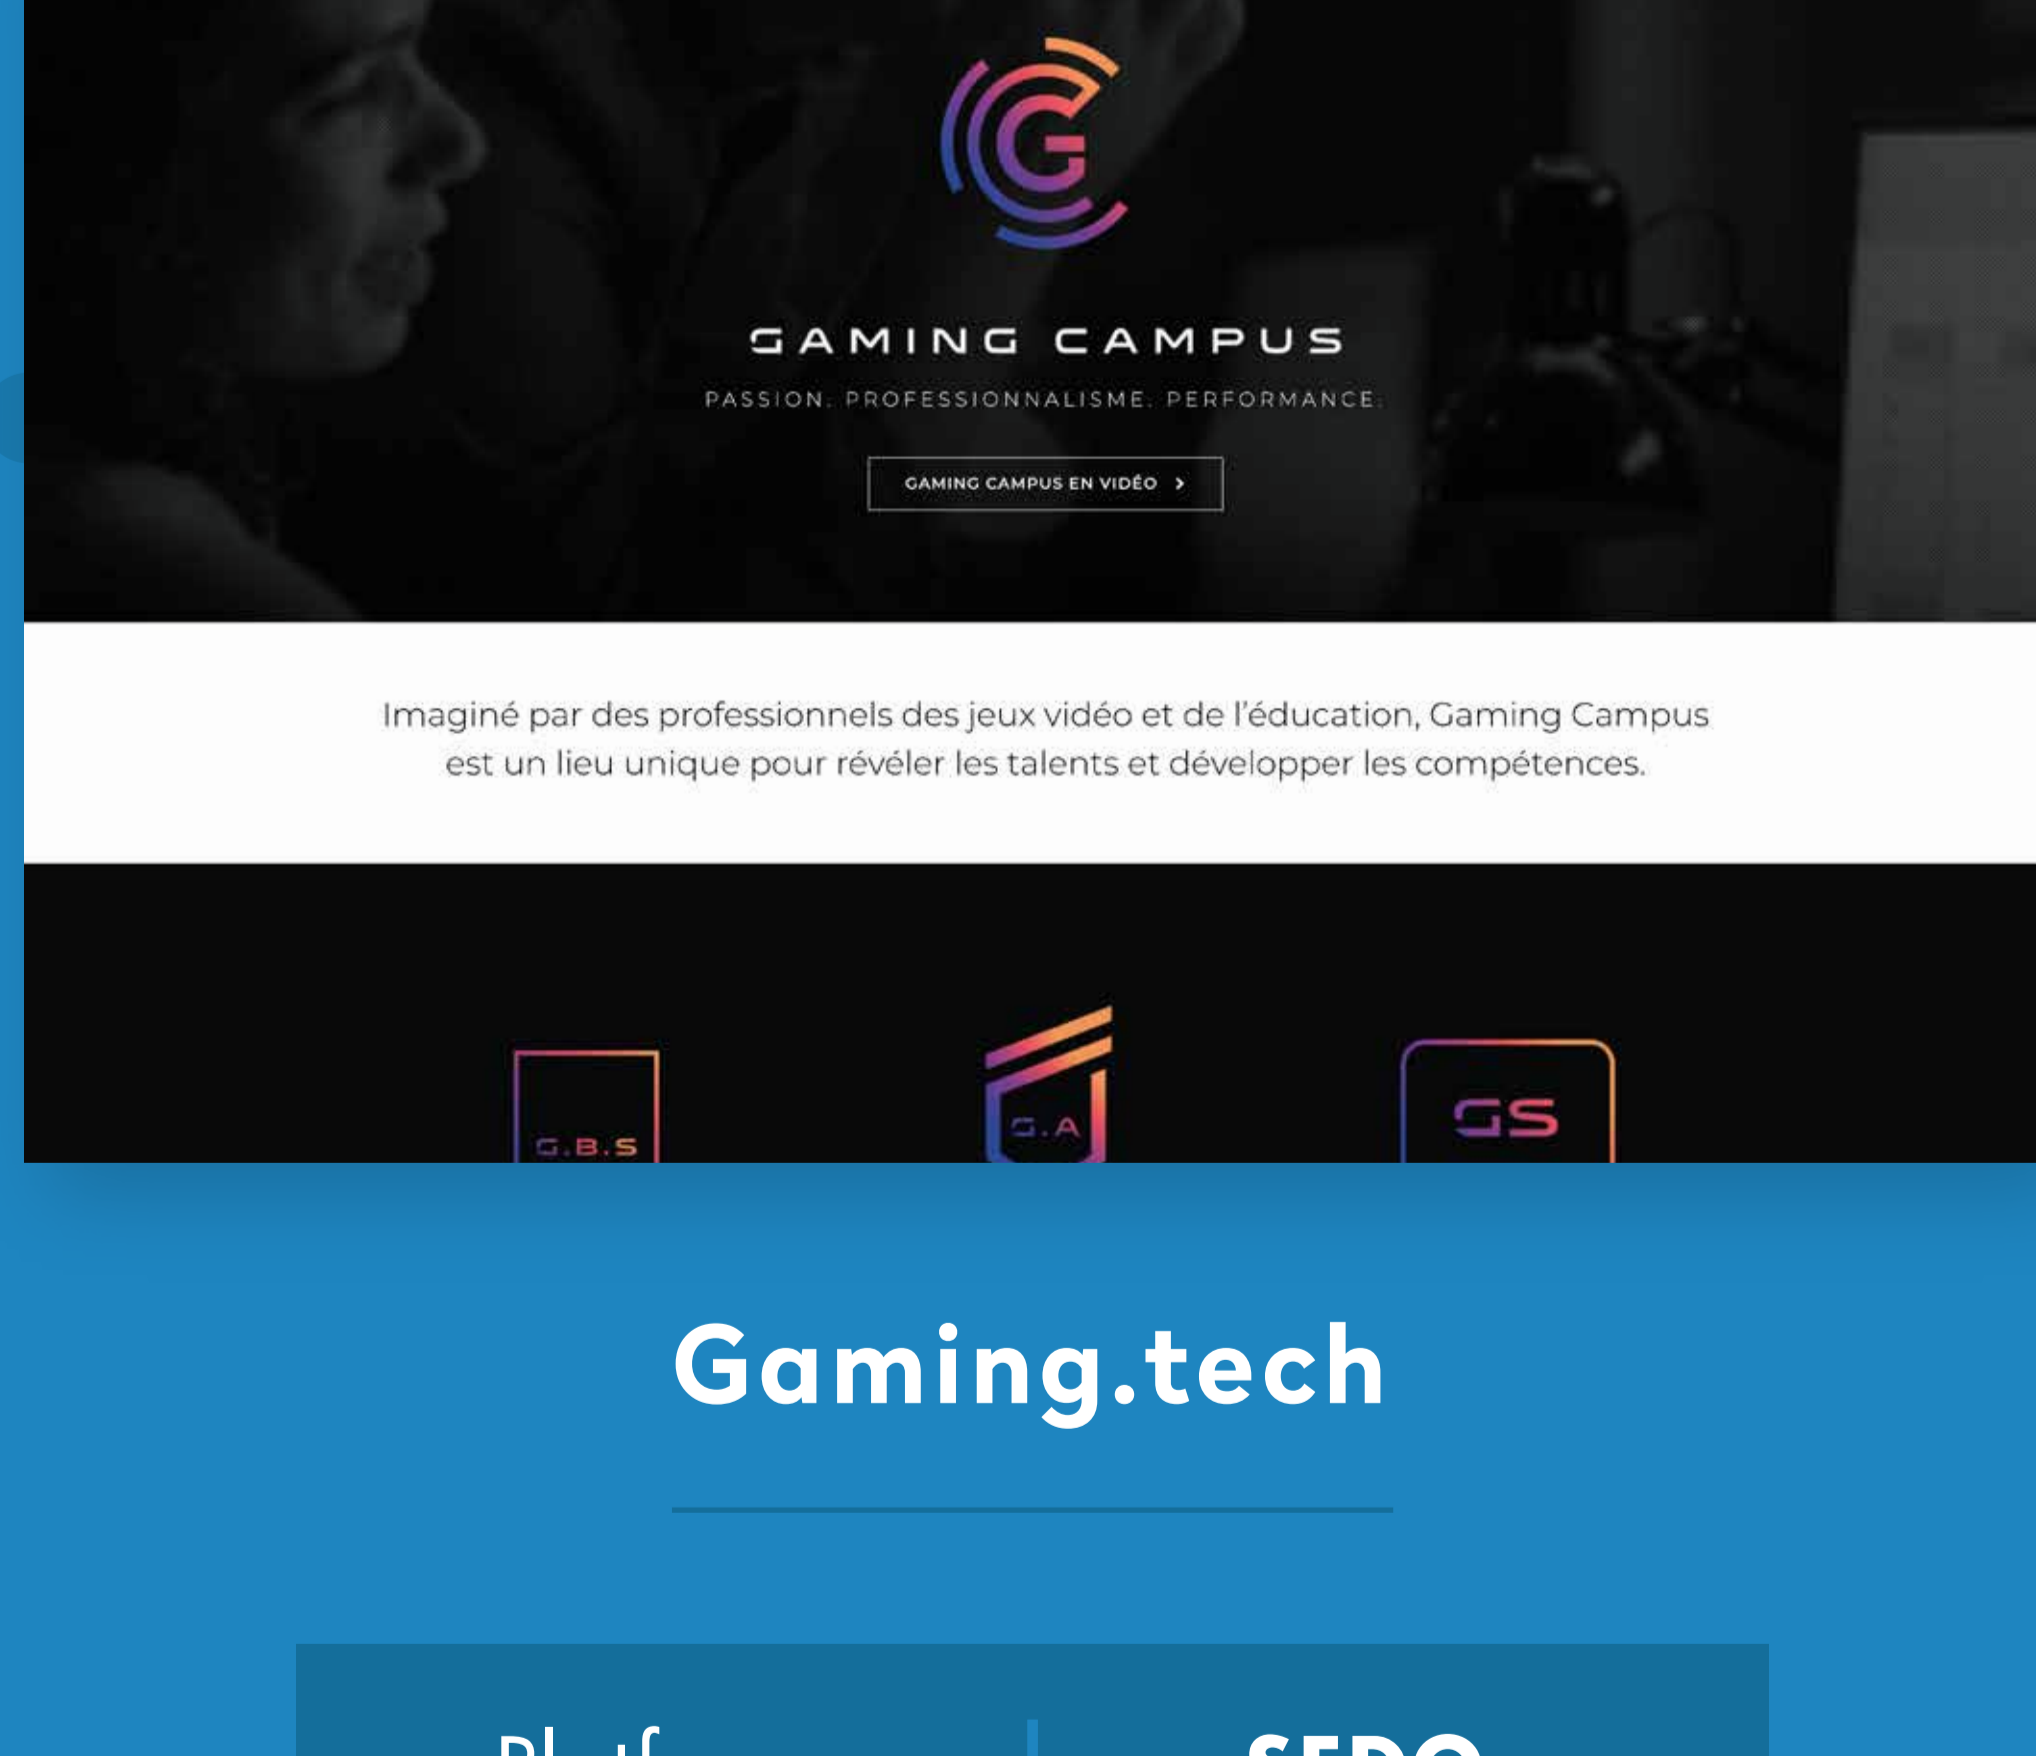 G
GAMING CAMPUS
PASSION. PROFESSIONNALISME. PERFORMANCE.
GAMING CAMPUS EN VIDÉO >
Imaginé par des professionnels des jeux vidéo et de l'éducation, Gaming Campus
est un lieu unique pour révéler les talents et développer les compétences.
G.B.S G.A GS
Gaming.tech
SEDO